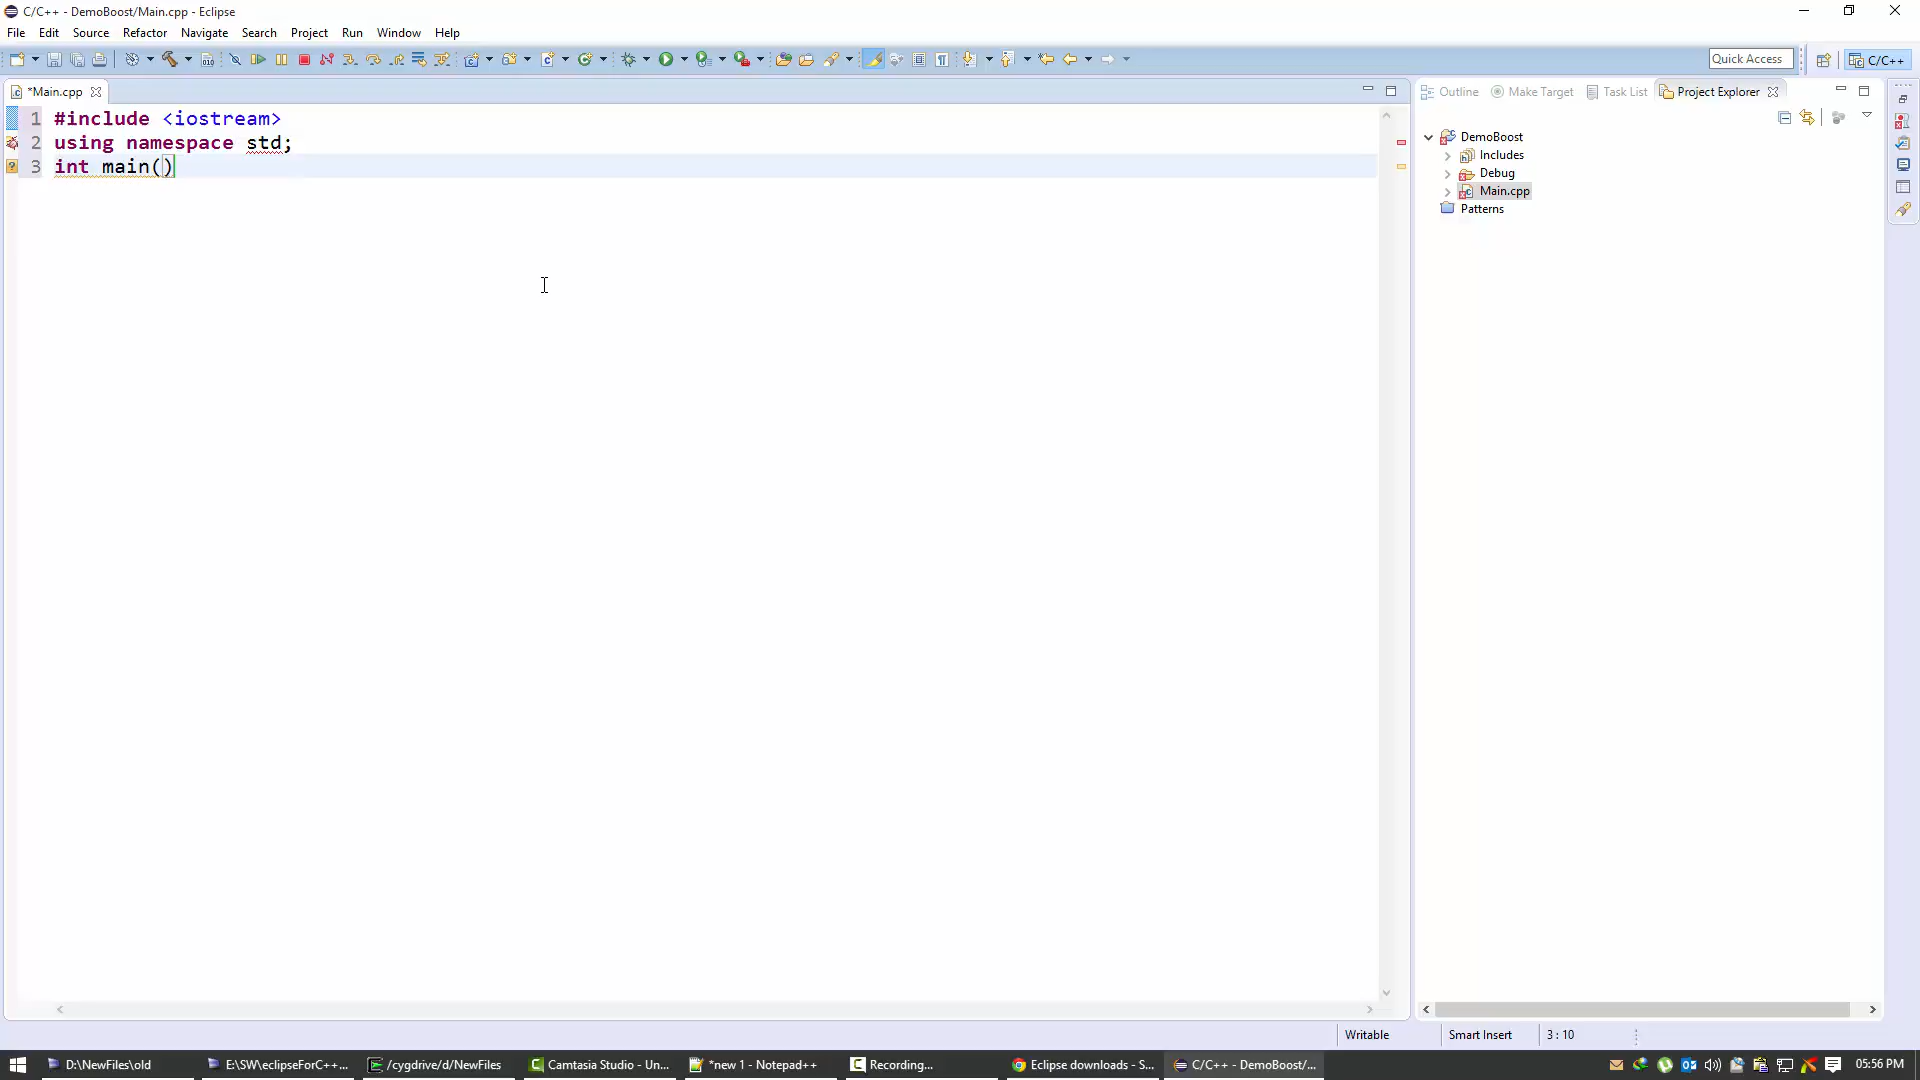 C/C++ - DemoBoost/Main.cpp - Eclipse
File Edit Source Refactor Navigate Search Project Run Window Help
010
Quick Access
C/C++
*Main.cpp
Outline Make Target Task List Project Explorer
1 #include <iostream>
2 using namespace std;
3 int main()
DemoBoost
Includes
Debug
Main.cpp
Patterns
Writable Smart Insert 3 : 10
D:\NewFiles\old E:\SW\eclipseForC++... /cygdrive/d/NewFiles Camtasia Studio - Un... *new 1 - Notepad++ Recording... Eclipse downloads - S... C/C++ - DemoBoost/... 05:56 PM